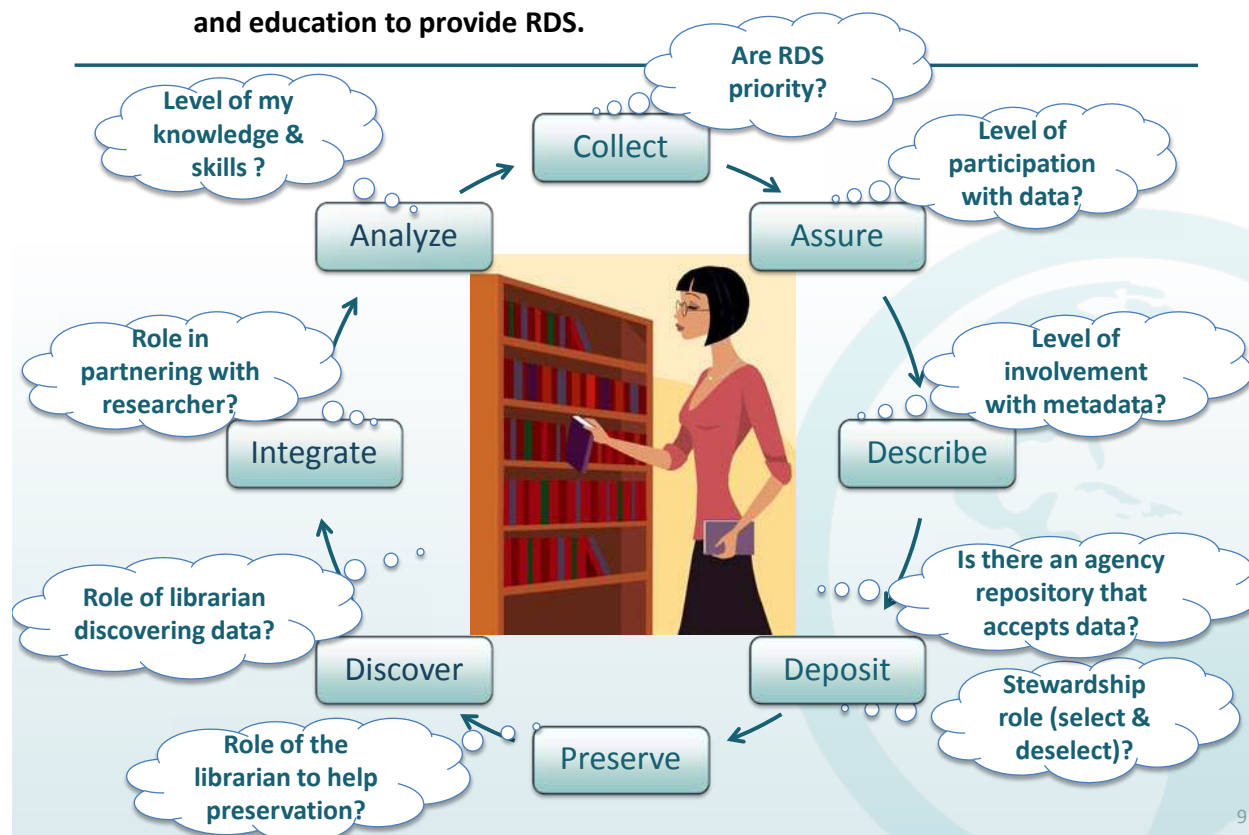 and education to provide RDS.
Are RDS
priority?
Level of my
knowledge &
skills ?
Collect
Level of
participation
with data?
Analyze
Assure
Role in
partnering with
researcher?
Level of
involvement
with metadata?
Integrate
Describe
Is there an agency
repository that
accepts data?
Role of librarian
discovering data?
Discover
Deposit
Stewardship
role (select &
deselect)?
Role of the
librarian to help
preservation?
Preserve
9